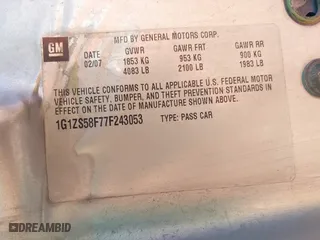 GM
MFD BY GENERAL MOTORS CORP.
DATE GVWR GAWR FRT GAWR RR
02/07 1853 KG 953 KG 900 KG
4083 LB 2100 LB 1983 LB
THIS VEHICLE CONFORMS TO ALL APPLICABLE U.S. FEDERAL MOTOR
VEHICLE SAFETY, BUMPER, AND THEFT PREVENTION STANDARDS IN
EFFECT ON THE DATE OF MANUFACTURE SHOWN ABOVE.
1G1ZS58F77F243053 TYPE: PASS CAR
DREAMBID